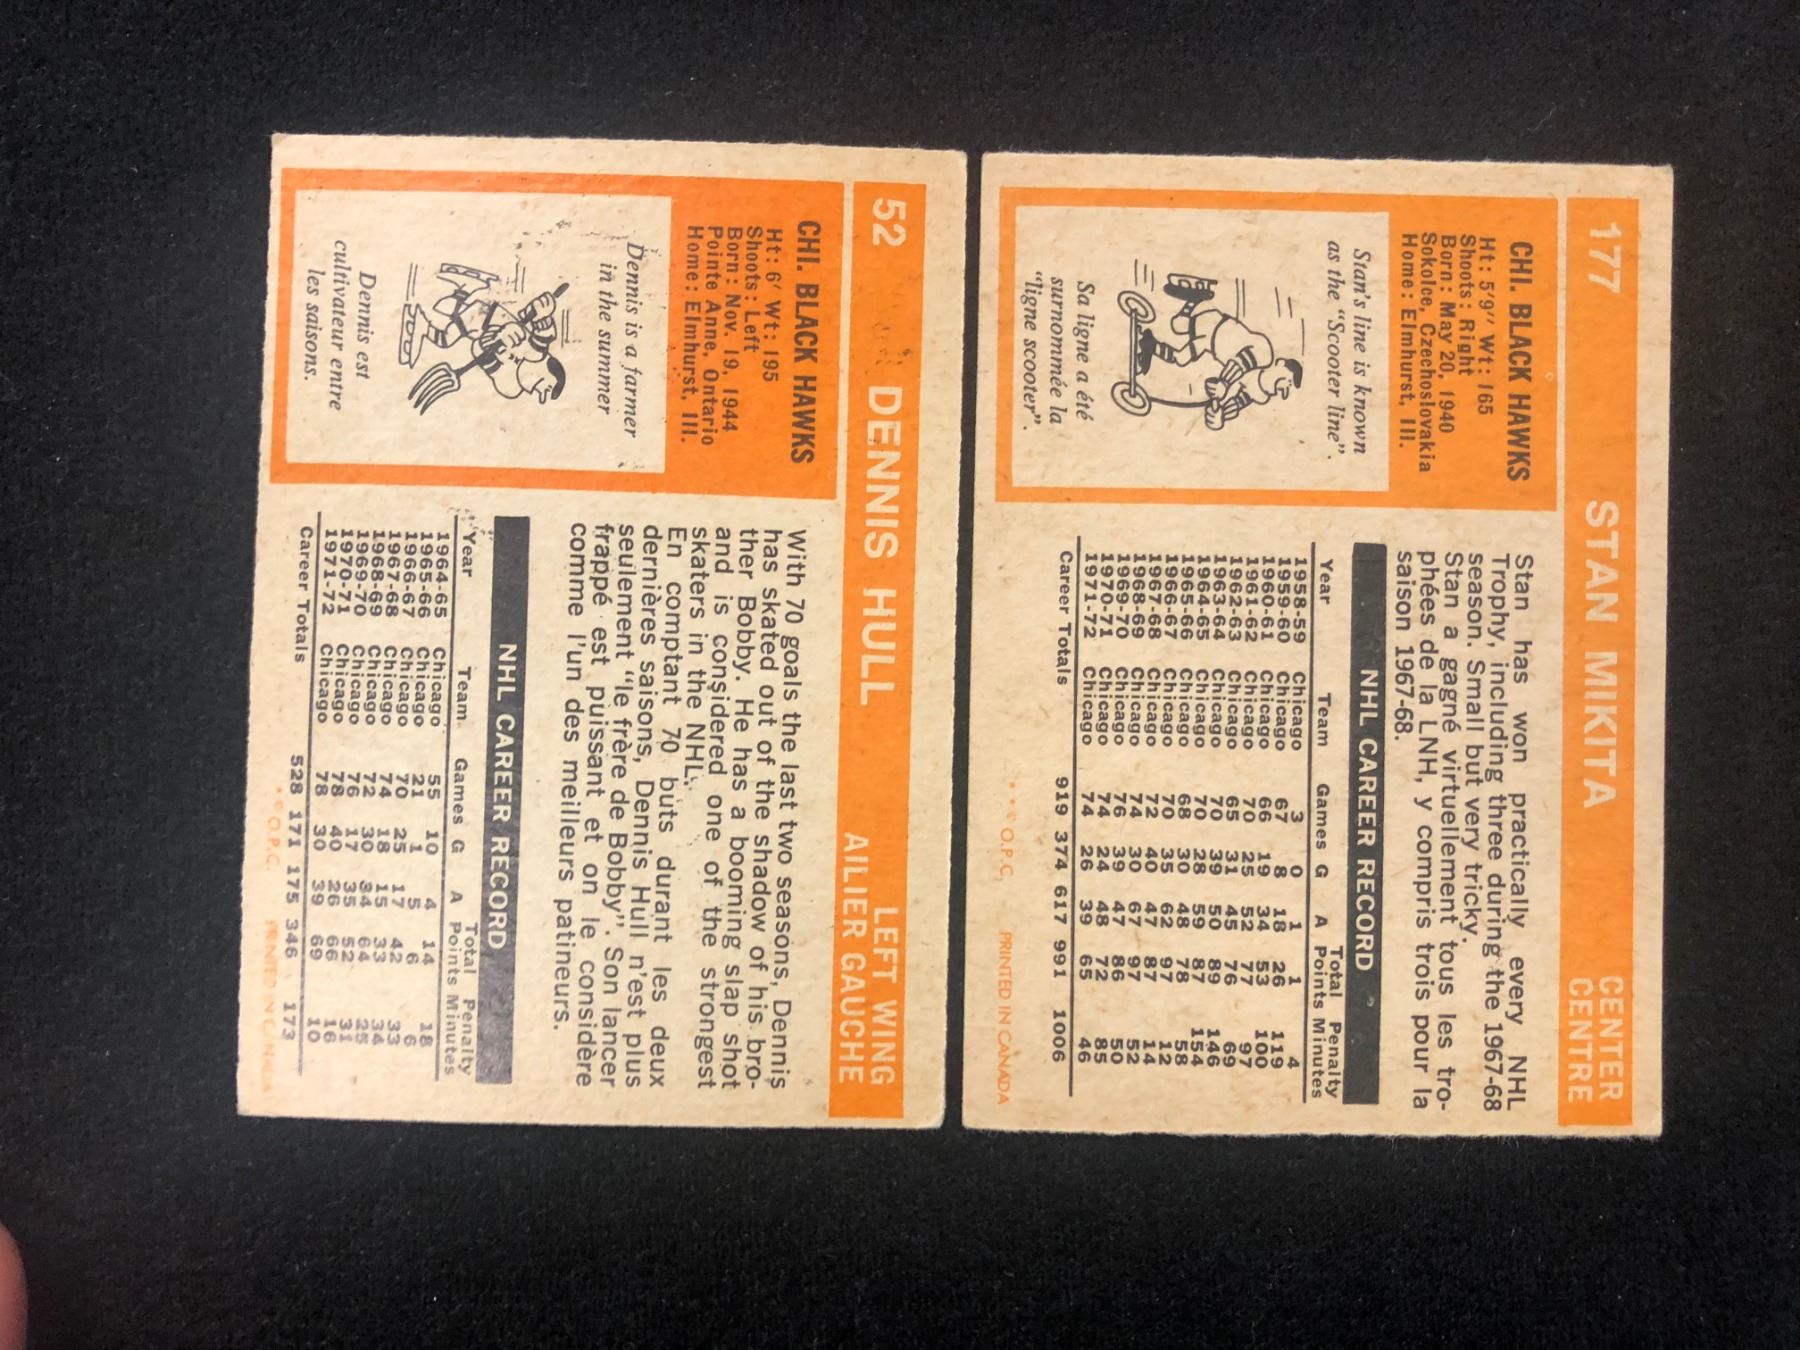 177 STAN MIKITA CENTER
CENTRE
CHI. BLACK HAWKS
Ht: 5'9" Wt: 165
Shoots: Right
Born: May 20, 1940
Sokolce, Czechoslovakia
Home: Elmhurst, Ill.
Stan's line is known
as the "Scooter line".
Sa ligne a été
surnommée la
"ligne scooter".
Stan has won practically every NHL
Trophy, including three during the 1967-68
season. Small but very tricky.
Stan a gagné virtuellement tous les tro-
phées de la LNH, y compris trois pour la
saison 1967-68.
NHL CAREER RECORD
Year Team Games G A Total Points Penalty Minutes
1958-59 Chicago 3 0 1 1 4
1959-60 Chicago 67 8 18 26 119
1960-61 Chicago 66 19 34 53 100
1961-62 Chicago 70 25 52 77 97
1962-63 Chicago 65 31 45 76 69
1963-64 Chicago 70 39 50 89 146
1964-65 Chicago 70 28 59 87 154
1965-66 Chicago 68 30 48 78 158
1966-67 Chicago 70 35 62 97 12
1967-68 Chicago 72 40 47 87 14
1968-69 Chicago 74 30 67 97 52
1969-70 Chicago 76 39 47 86 50
1970-71 Chicago 74 24 48 72 85
1971-72 Chicago 74 26 39 65 46
Career Totals 919 374 617 991 1006
**© O.P.C. PRINTED IN CANADA
52 DENNIS HULL LEFT WING
AILIER GAUCHE
CHI. BLACK HAWKS
Ht: 6' Wt: 195
Shoots: Left
Born: Nov. 19, 1944
Pointe Anne, Ontario
Home: Elmhurst, Ill.
Dennis is a farmer
in the summer
Dennis est
cultivateur entre
les saisons.
With 70 goals the last two seasons, Dennis
has skated out of the shadow of his bro-
ther Bobby. He has a booming slap shot
and is considered one of the strongest
skaters in the NHL.
En comptant 70 buts durant les deux
dernières saisons, Dennis Hull n'est plus
seulement "le frère de Bobby". Son lancer
frappé est puissant et on le considère
comme l'un des meilleurs patineurs.
NHL CAREER RECORD
Year Team Games G A Total Points Penalty Minutes
1964-65 Chicago 55 10 4 14 18
1965-66 Chicago 21 1 5 6 6
1966-67 Chicago 70 25 17 42 33
1967-68 Chicago 74 18 15 33 34
1968-69 Chicago 72 30 34 64 25
1969-70 Chicago 76 17 35 52 31
1970-71 Chicago 78 40 26 66 16
1971-72 Chicago 78 30 39 69 10
Career Totals 528 171 175 346 173
*© O.P.C. PRINTED IN CANADA